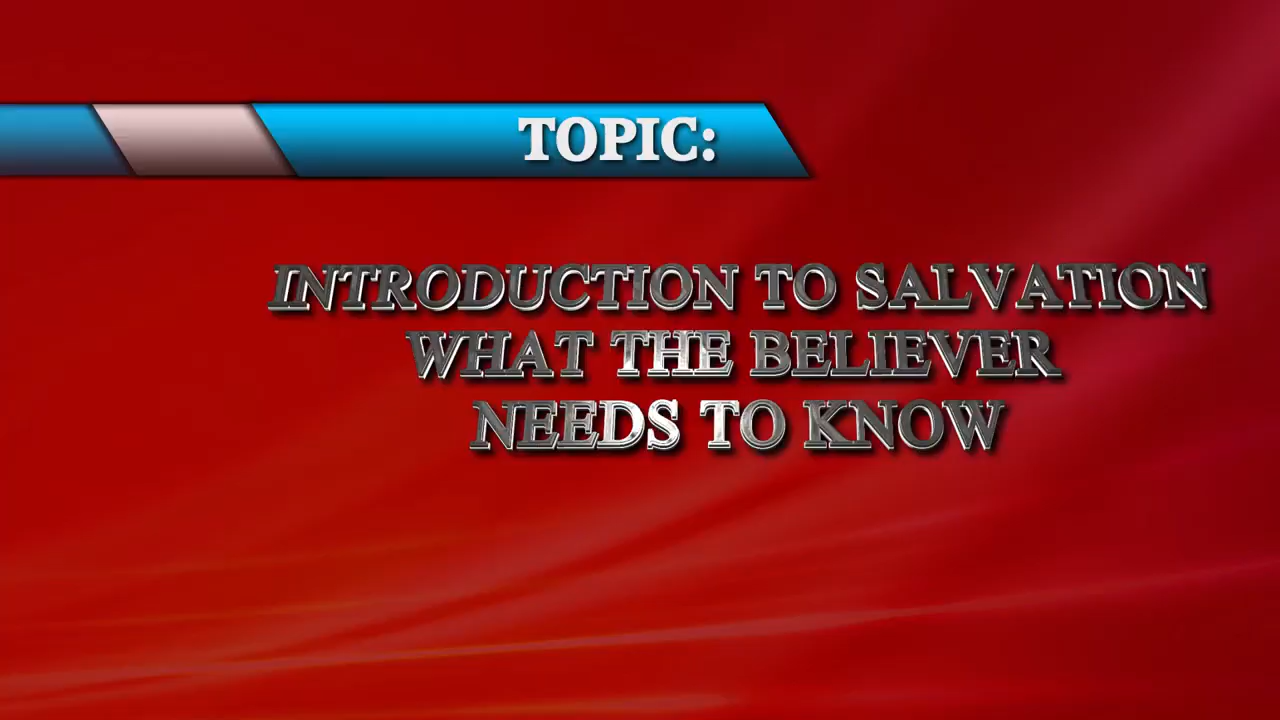 TOPIC:
INTRODUCTION TO SALVATION
WHAT THE BELIEVER
NEEDS TO KNOW